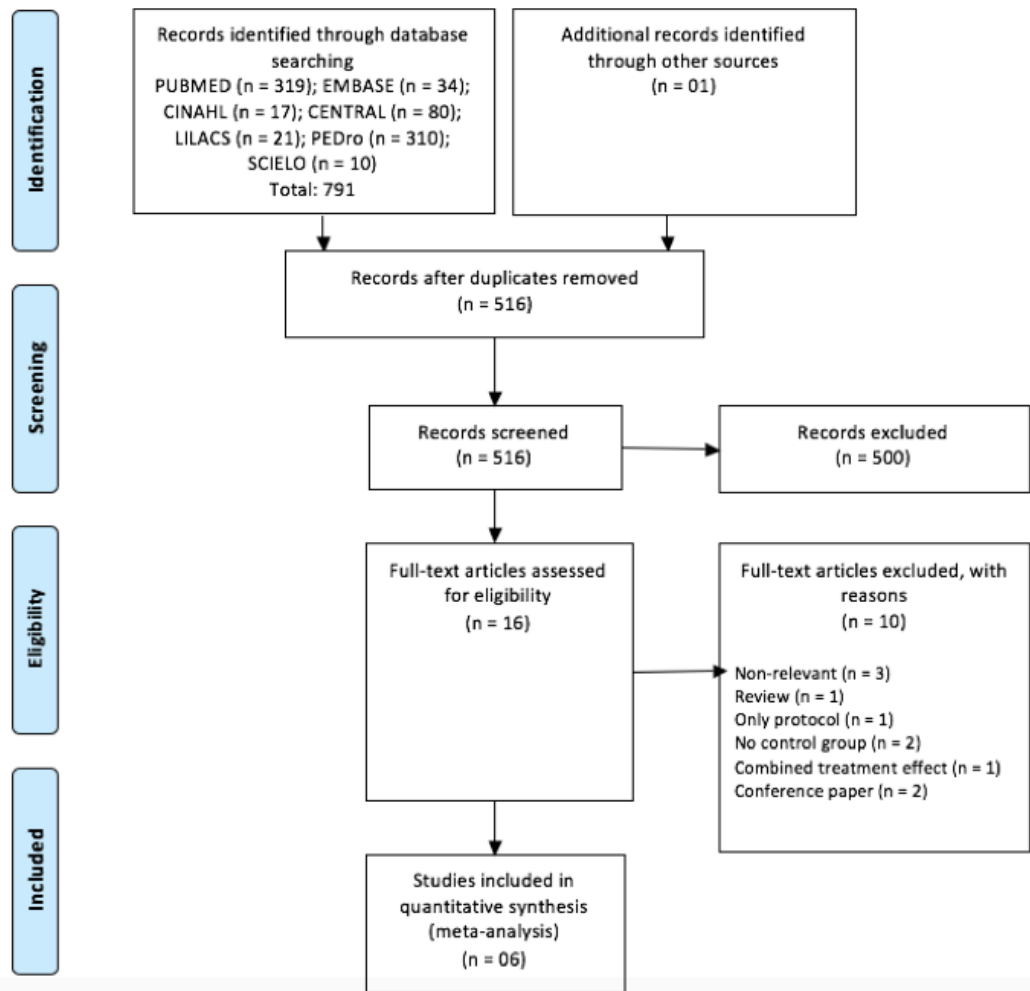 Identification
Records identified through database
searching
PUBMED (n = 319); EMBASE (n = 34);
CINAHL (n = 17); CENTRAL (n = 80);
LILACS (n = 21); PEDro (n = 310);
SCIELO (n = 10)
Total: 791
Additional records identified
through other sources
(n = 01)
Records after duplicates removed
(n = 516)
Screening
Records screened
(n = 516)
Records excluded
(n = 500)
Eligibility
Full-text articles assessed
for eligibility
(n = 16)
Full-text articles excluded, with
reasons
(n = 10)
Non-relevant (n = 3)
Review (n = 1)
Only protocol (n = 1)
No control group (n = 2)
Combined treatment effect (n = 1)
Conference paper (n = 2)
Included
Studies included in
quantitative synthesis
(meta-analysis)
(n = 06)